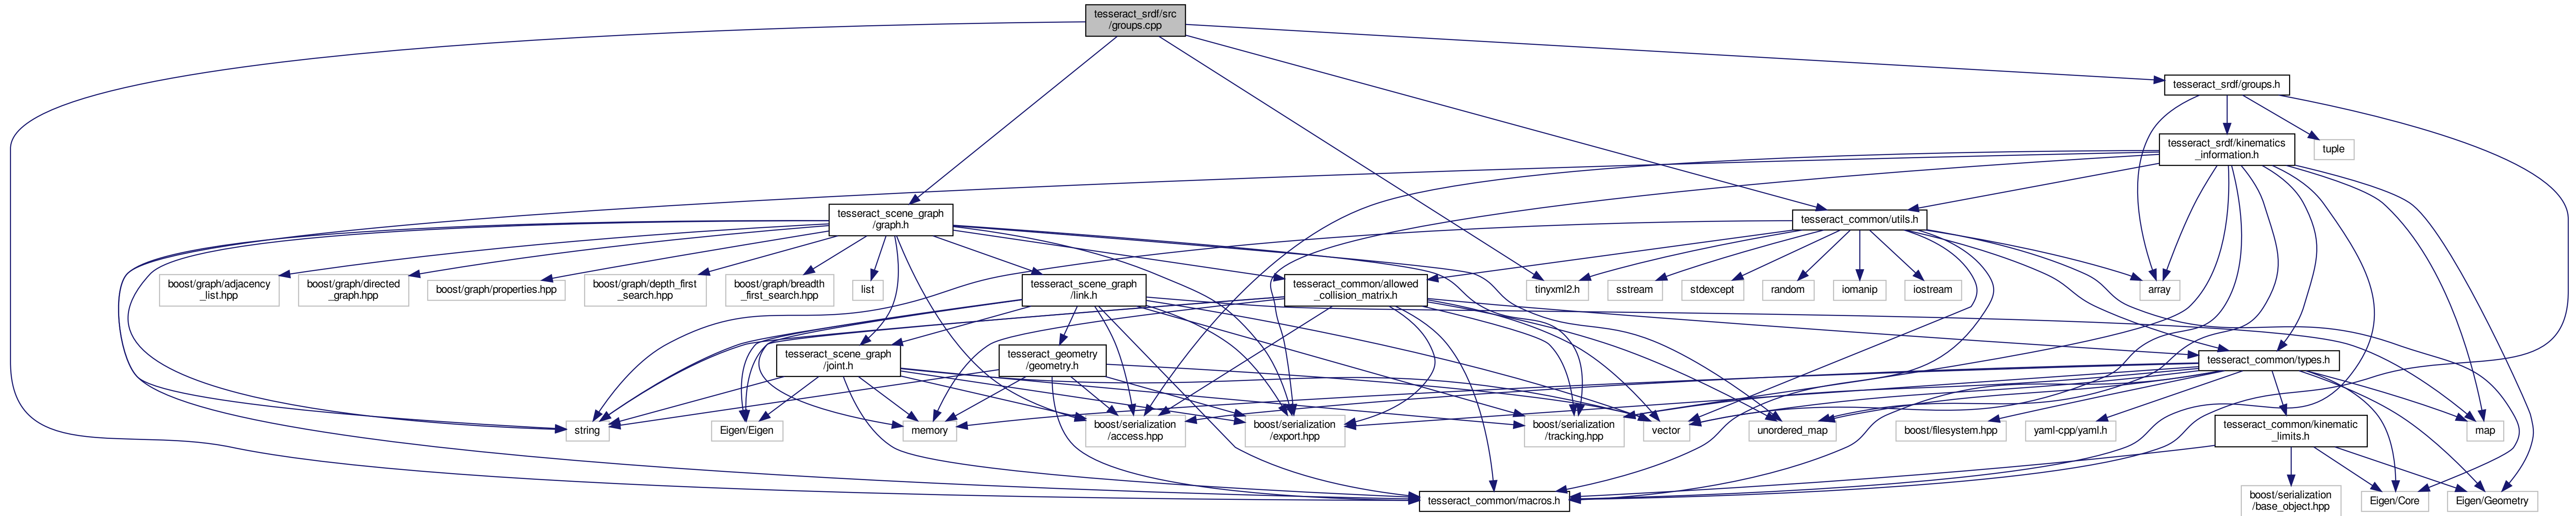 tesseract_srdf/src
/groups.cpp
tesseract_srdf/groups.h
tesseract_srdf/kinematics
_information.h
tuple
tesseract_scene_graph
/graph.h
tesseract_common/utils.h
boost/graph/adjacency
_list.hpp
boost/graph/directed
_graph.hpp
boost/graph/properties.hpp
boost/graph/depth_first
_search.hpp
boost/graph/breadth
_first_search.hpp
list
tesseract_scene_graph
/link.h
tesseract_common/allowed
_collision_matrix.h
tinyxml2.h
sstream
stdexcept
random
iomanip
iostream
array
tesseract_scene_graph
/joint.h
tesseract_geometry
/geometry.h
tesseract_common/types.h
string
Eigen/Eigen
memory
boost/serialization
/access.hpp
boost/serialization
/export.hpp
boost/serialization
/tracking.hpp
vector
unordered_map
boost/filesystem.hpp
yaml-cpp/yaml.h
tesseract_common/kinematic
_limits.h
map
tesseract_common/macros.h
boost/serialization
/base_object.hpp
Eigen/Core
Eigen/Geometry